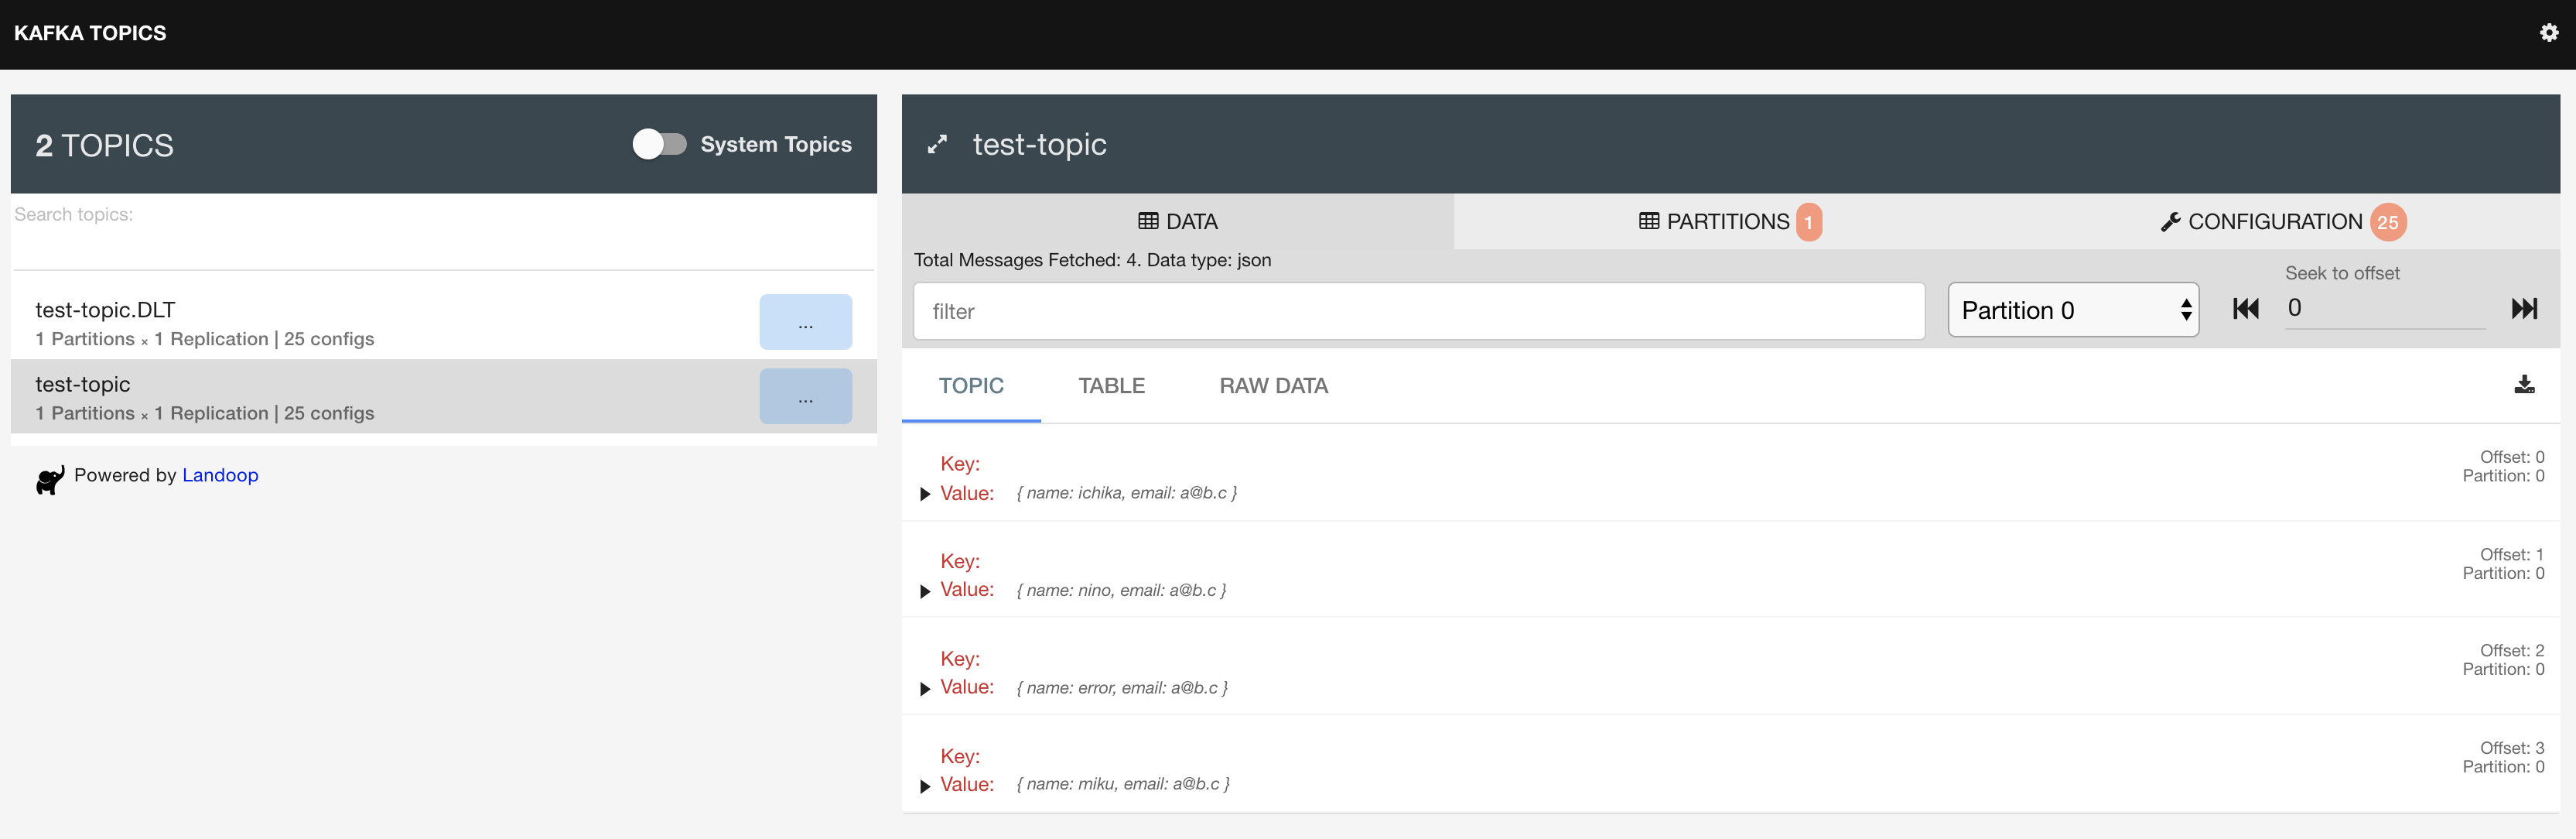 KAFKA TOPICS
2 TOPICS
System Topics
Search topics:
test-topic.DLT
1 Partitions × 1 Replication | 25 configs
...
test-topic
1 Partitions × 1 Replication | 25 configs
...
Powered by Landoop
test-topic
DATA
PARTITIONS 1
CONFIGURATION 25
Total Messages Fetched: 4. Data type: json
filter
Partition 0
Seek to offset
0
TOPIC
TABLE
RAW DATA
Key:
Value: { name: ichika, email: a@b.c }
Offset: 0
Partition: 0
Key:
Value: { name: nino, email: a@b.c }
Offset: 1
Partition: 0
Key:
Value: { name: error, email: a@b.c }
Offset: 2
Partition: 0
Key:
Value: { name: miku, email: a@b.c }
Offset: 3
Partition: 0